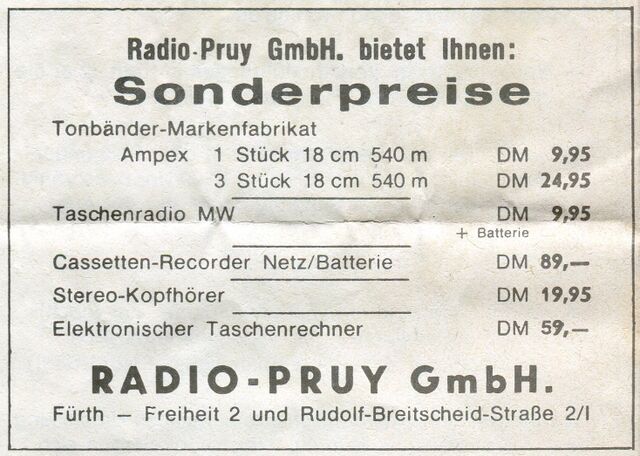 Radio-Pruy GmbH. bietet Ihnen:
Sonderpreise
Tonbänder-Markenfabrikat
Ampex 1 Stück 18 cm 540 m DM 9,95
3 Stück 18 cm 540 m DM 24,95
Taschenradio MW DM 9,95
+ Batterie
Cassetten-Recorder Netz/Batterie DM 89,—
Stereo-Kopfhörer DM 19,95
Elektronischer Taschenrechner DM 59,—
RADIO-PRUY GmbH.
Fürth — Freiheit 2 und Rudolf-Breitscheid-Straße 2/I